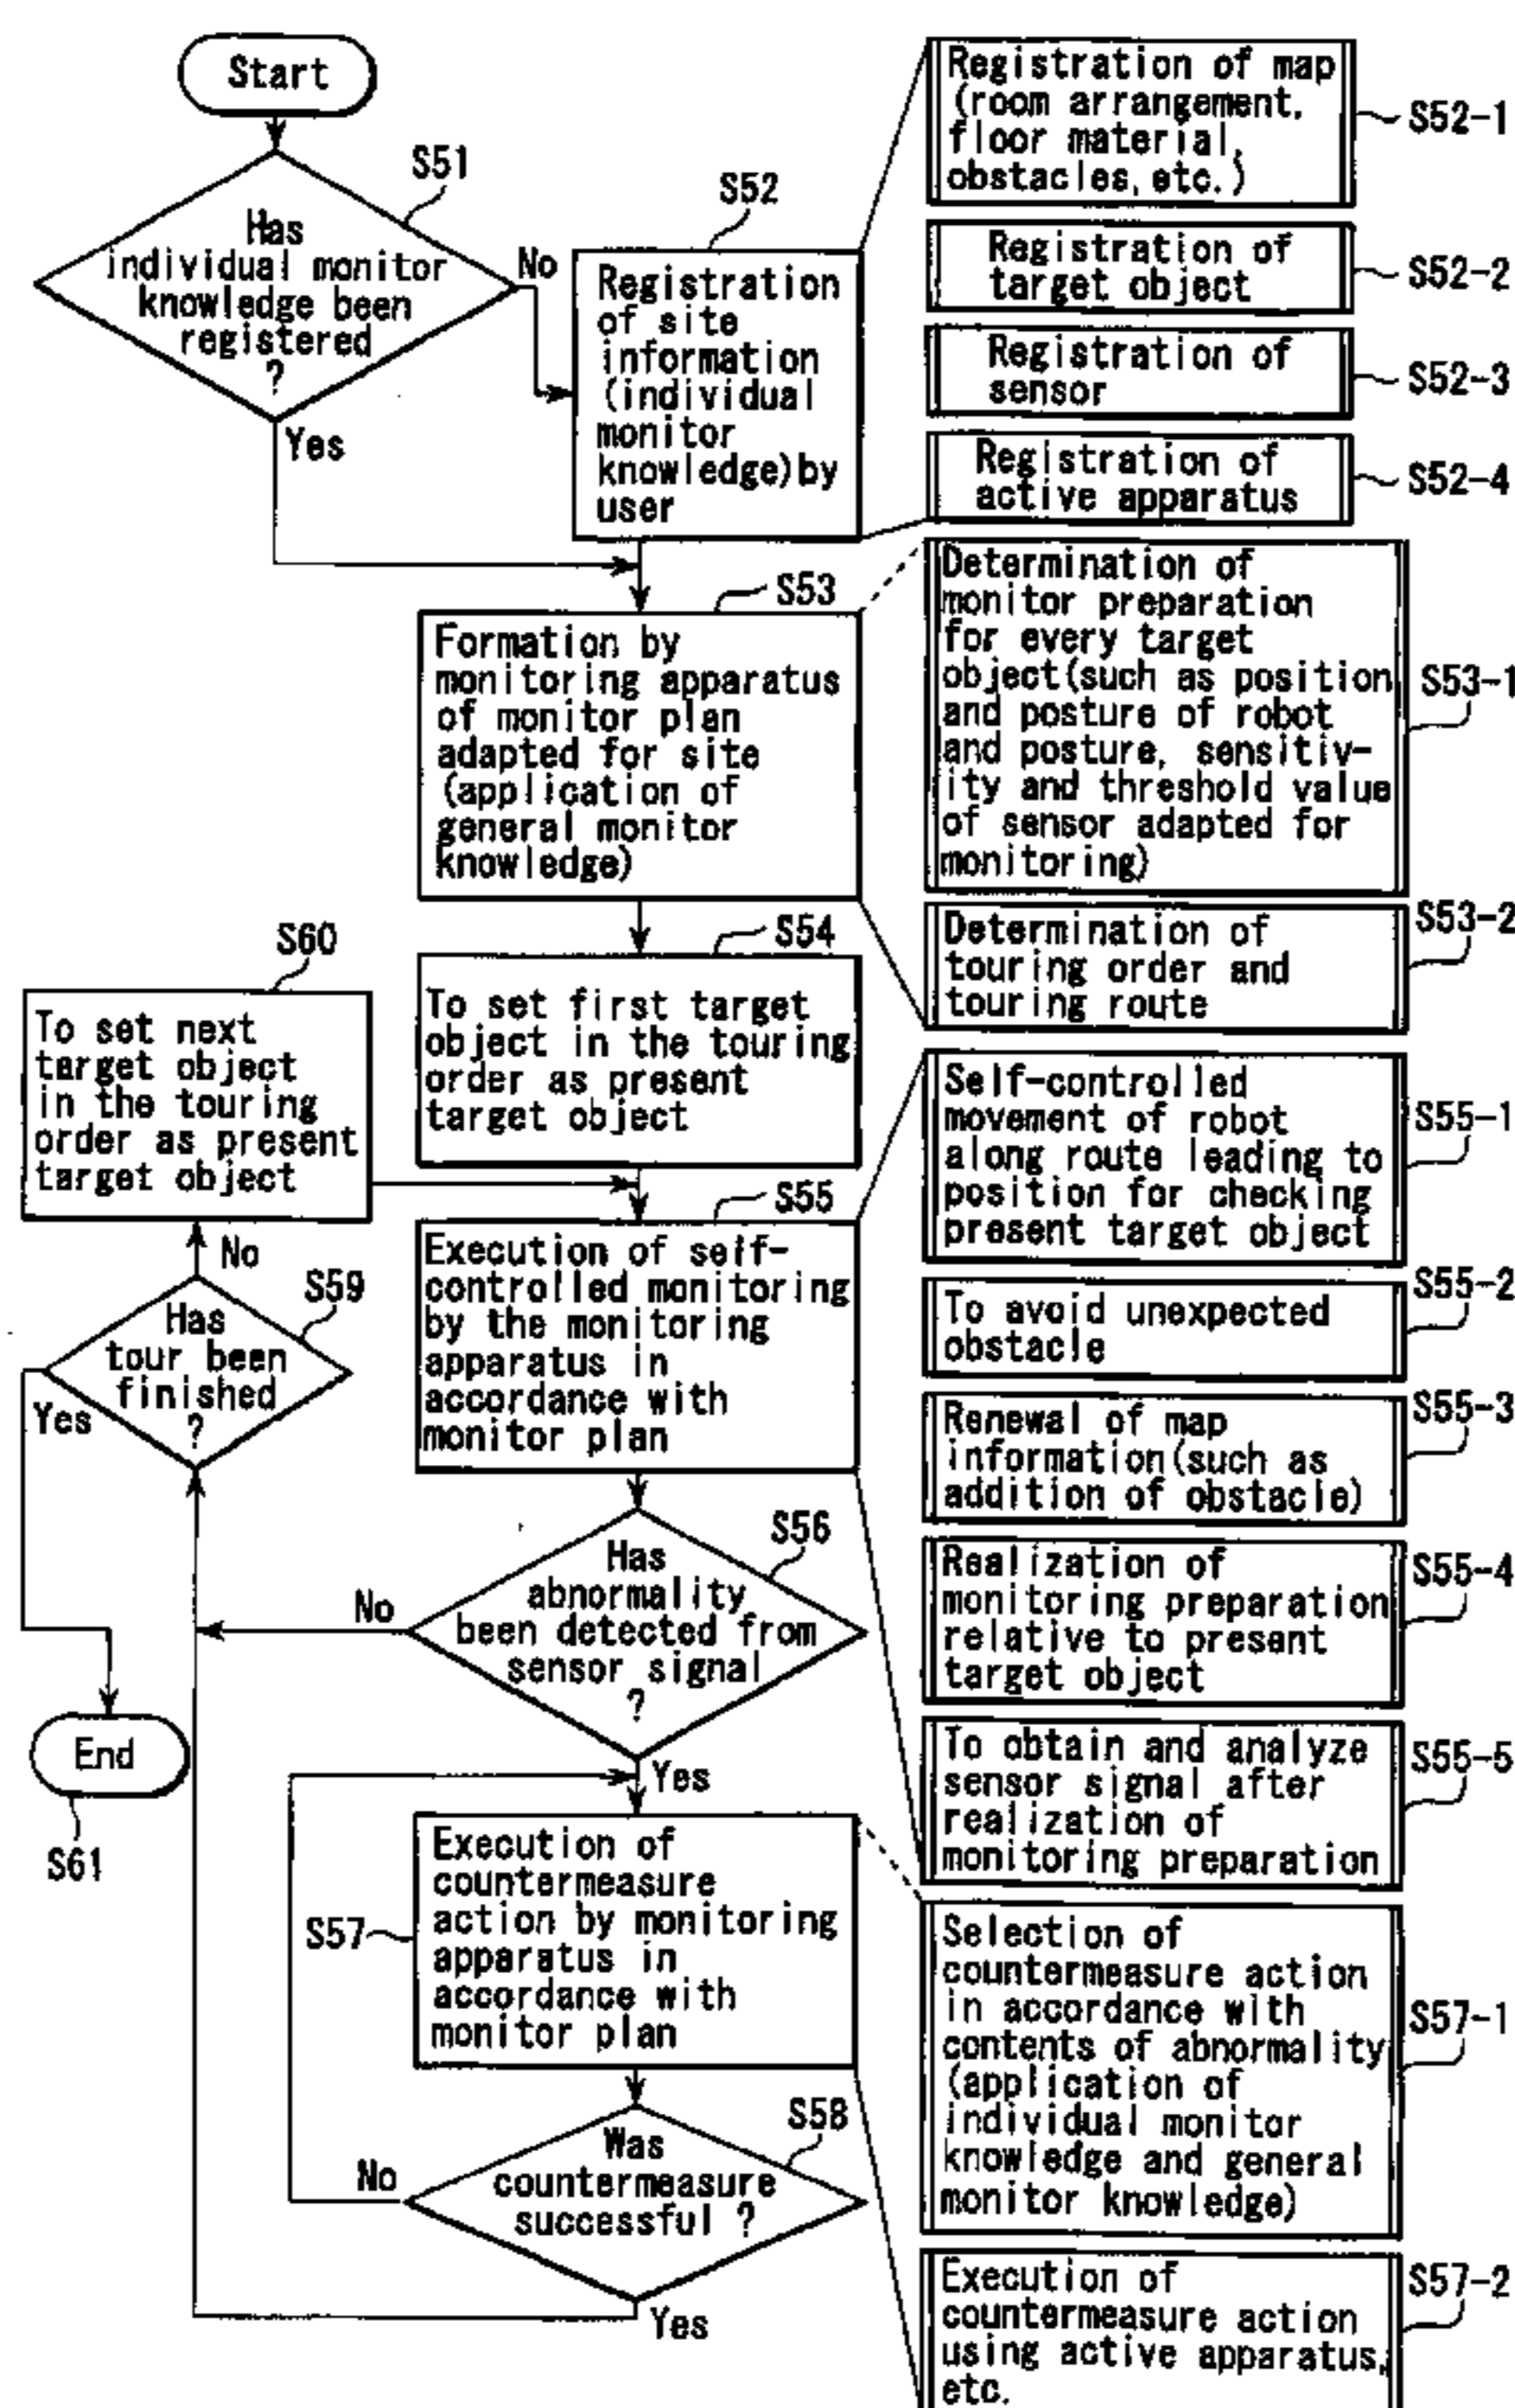 Start
S51
Has
individual monitor
knowledge been
registered
?
No
Yes
S52
Registration
of site
information
(individual
monitor
knowledge)by
user
Registration of map
(room arrangement,
floor material,
obstacles,etc.)
S52-1
Registration of
target object
S52-2
Registration of
sensor
S52-3
Registration of
active apparatus
S52-4
S53
Formation by
monitoring apparatus
of monitor plan
adapted for site
(application of
general monitor
knowledge)
Determination of
monitor preparation
for every target
object(such as position
and posture of robot
and posture, sensitiv-
ity and threshold value
of sensor adapted for
monitoring)
S53-1
Determination of
touring order and
touring route
S53-2
S54
To set first target
object in the touring
order as present
target object
S60
To set next
target object
in the touring
order as present
target object
S55
Execution of self-
controlled monitoring
by the monitoring
apparatus in
accordance with
monitor plan
Self-controlled
movement of robot
along route leading to
position for checking
present target object
S55-1
To avoid unexpected
obstacle
S55-2
Renewal of map
information(such as
addition of obstacle)
S55-3
Realization of
monitoring preparation
relative to present
target object
S55-4
To obtain and analyze
sensor signal after
realization of
monitoring preparation
S55-5
No
S59
Has
tour been
finished
?
Yes
End
S61
S56
Has
abnormality
been detected from
sensor signal
?
No
Yes
S57
Execution of
countermeasure
action by monitoring
apparatus in
accordance with
monitor plan
Selection of
countermeasure action
in accordance with
contents of abnormality
(application of
individual monitor
knowledge and general
monitor knowledge)
S57-1
Execution of
countermeasure action
using active apparatus,
etc.
S57-2
S58
Was
countermeasure
successful ?
No
Yes